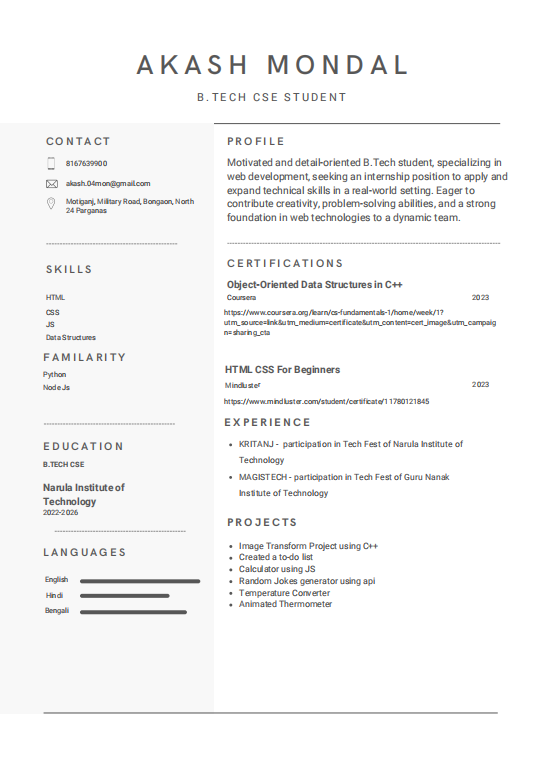 AKASH MONDAL
B.TECH CSE STUDENT
CONTACT
8167639900
akash.04mon@gmail.com
Motiganj, Military Road, Bongaon, North
24 Parganas
SKILLS
HTML
CSS
JS
Data Structures
FAMILARITY
Python
Node Js
EDUCATION
B.TECH CSE
Narula Institute of
Technology
2022-2026
LANGUAGES
English
Hindi
Bengali
PROFILE
Motivated and detail-oriented B.Tech student, specializing in
web development, seeking an internship position to apply and
expand technical skills in a real-world setting. Eager to
contribute creativity, problem-solving abilities, and a strong
foundation in web technologies to a dynamic team.
CERTIFICATIONS
Object-Oriented Data Structures in C++
Coursera 2023
https://www.coursera.org/learn/cs-fundamentals-1/home/week/1?
utm_source=link&utm_medium=certificate&utm_content=cert_image&utm_campaig
n=sharing_cta
HTML CSS For Beginners
Mindluster 2023
https://www.mindluster.com/student/certificate/11780121845
EXPERIENCE
• KRITANJ - participation in Tech Fest of Narula Institute of
Technology
• MAGISTECH - participation in Tech Fest of Guru Nanak
Institute of Technology
PROJECTS
• Image Transform Project using C++
• Created a to-do list
• Calculator using JS
• Random Jokes generator using api
• Temperature Converter
• Animated Thermometer